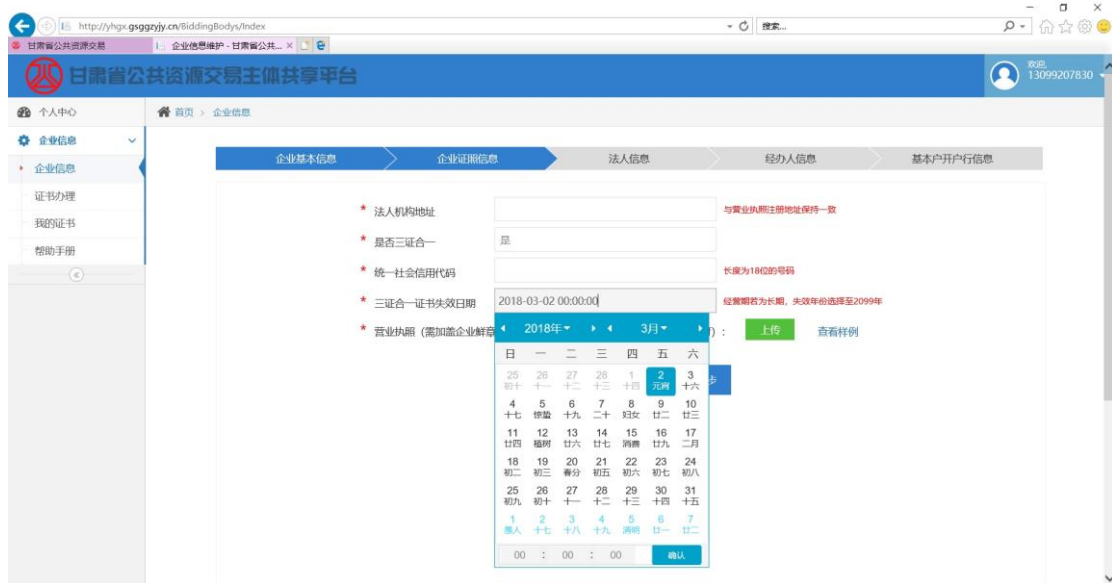 http://yhgx.gsggzyjy.cn/BiddingBodys/Index
搜索...
甘肃省公共资源交易
企业信息维护 - 甘肃省公共...
甘肃省公共资源交易主体共享平台
欢迎,
13099207830
个人中心
首页 > 企业信息
企业信息
企业信息
证书办理
我的证书
帮助手册
企业基本信息 企业证照信息 法人信息 经办人信息 基本户开户行信息
* 法人机构地址 与营业执照注册地址保持一致
* 是否三证合一 是
* 统一社会信用代码 长度为18位的号码
* 三证合一证书失效日期 2018-03-02 00:00:00 经营期若为长期，失效年份选择至2099年
* 营业执照（需加盖企业鲜章 ）： 上传 查看样例
步
2018年 3月
日 一 二 三 四 五 六
25 26 27 28 1 2 3
初十 十一 十二 十三 十四 元宵 十六
4 5 6 7 8 9 10
十七 惊蛰 十九 二十 妇女 廿二 廿三
11 12 13 14 15 16 17
廿四 植树 廿六 廿七 消费 廿九 二月
18 19 20 21 22 23 24
初二 初三 春分 初五 初六 初七 初八
25 26 27 28 29 30 31
初九 初十 十一 十二 十三 十四 十五
1 2 3 4 5 6 7
愚人 十七 十八 十九 清明 廿一 廿二
00 : 00 : 00 确认